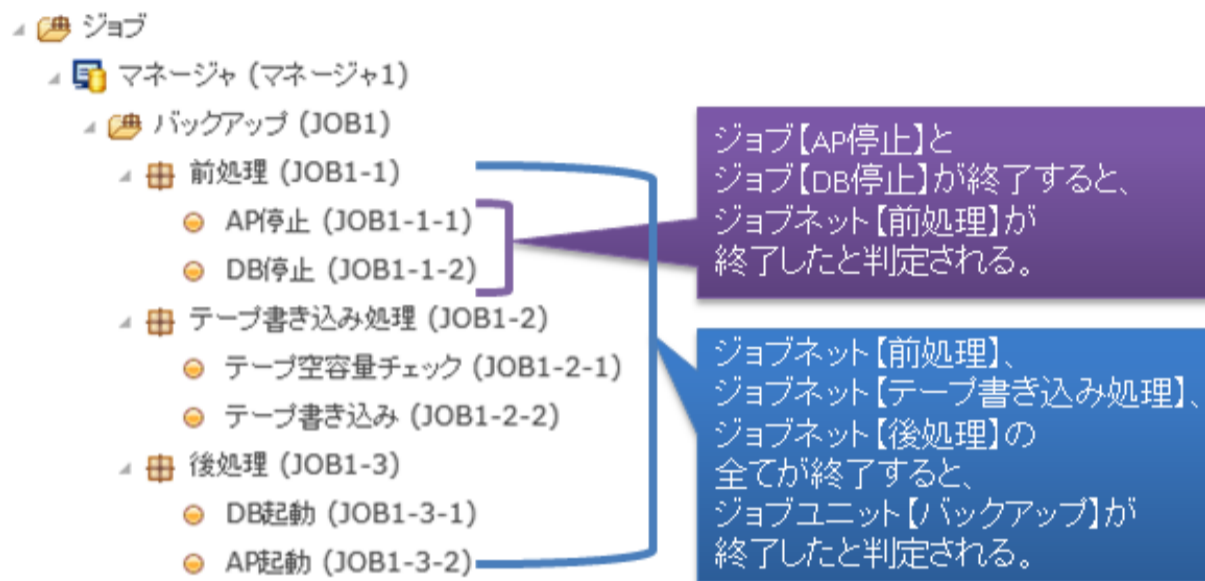 ジョブ
マネージャ (マネージャ1)
バックアップ (JOB1)
前処理 (JOB1-1)
AP停止 (JOB1-1-1)
DB停止 (JOB1-1-2)
テープ書き込み処理 (JOB1-2)
テープ空容量チェック (JOB1-2-1)
テープ書き込み (JOB1-2-2)
後処理 (JOB1-3)
DB起動 (JOB1-3-1)
AP起動 (JOB1-3-2)
ジョブ【AP停止】と
ジョブ【DB停止】が終了すると、
ジョブネット【前処理】が
終了したと判定される。
ジョブネット【前処理】、
ジョブネット【テープ書き込み処理】、
ジョブネット【後処理】の
全てが終了すると、
ジョブユニット【バックアップ】が
終了したと判定される。